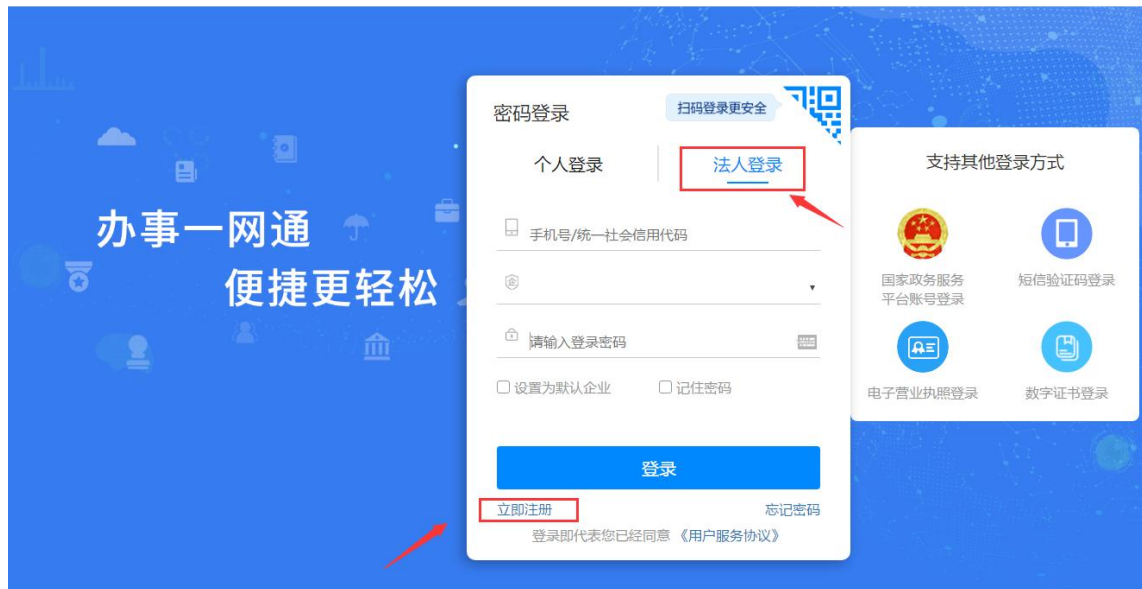 办事一网通
便捷更轻松
密码登录
扫码登录更安全
个人登录
法人登录
手机号/统一社会信用代码
请输入登录密码
设置为默认企业
记住密码
登录
立即注册
忘记密码
登录即代表您已经同意 《用户服务协议》
支持其他登录方式
国家政务服务
平台账号登录
短信验证码登录
电子营业执照登录
数字证书登录